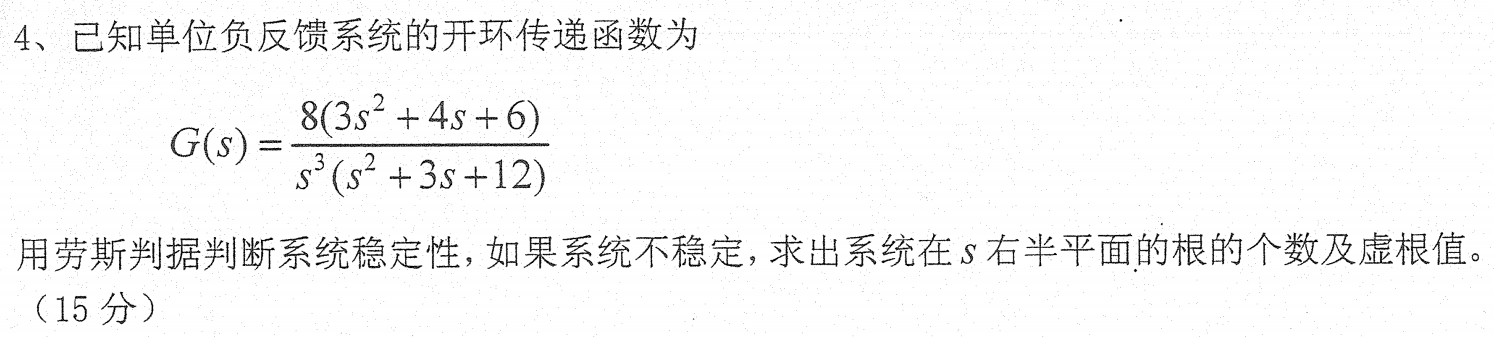 4、已知单位负反馈系统的开环传递函数为
G(s) = \frac{8(3s^2+4s+6)}{s^3(s^2+3s+12)}
用劳斯判据判断系统稳定性，如果系统不稳定，求出系统在 s 右半平面的根的个数及虚根值。
（15 分）